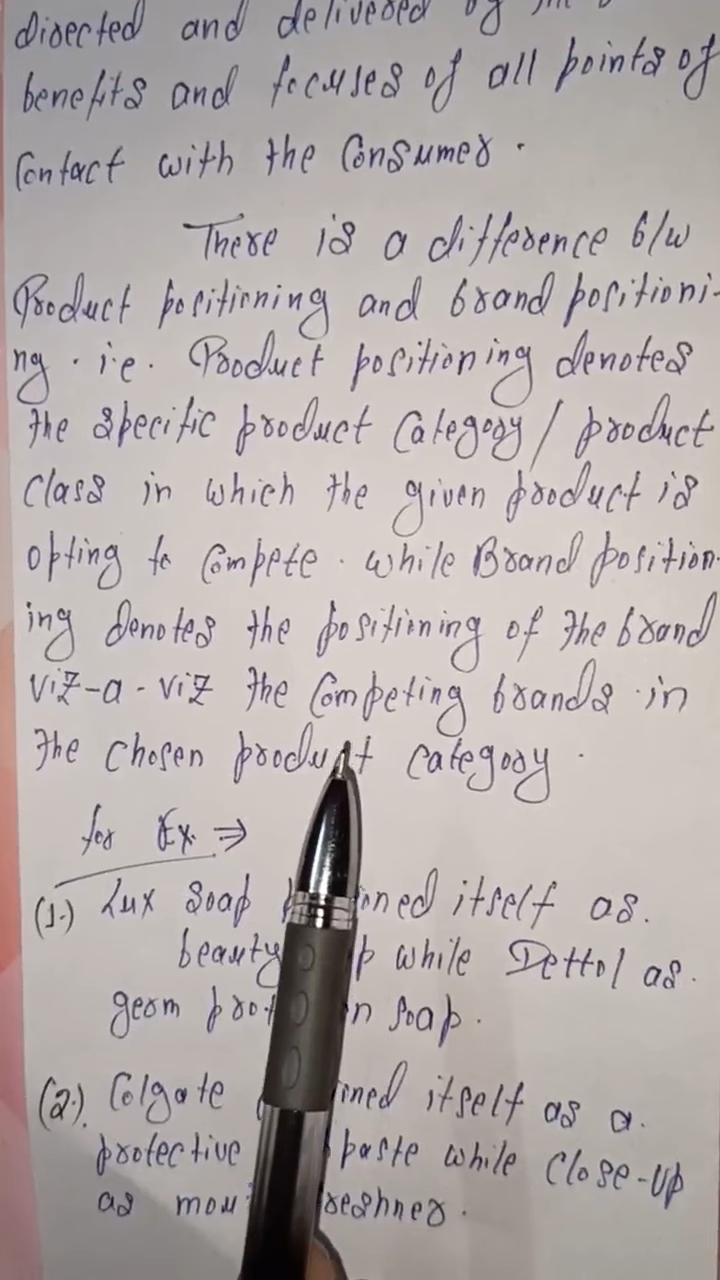 directed and delivered by
benefits and focuses of all points of
Contact with the Consumer.
There is a difference b/w
Product positioning and brand positioni-
ng. i.e. Product positioning denotes
the specific product Category / product
Class in which the given product is
opting to Compete. while Brand position-
ing denotes the positioning of the brand
viz-a-viz the Competing brands in
the chosen product category.
for Ex. ⇒
(1.) Lux Soap itself as.
beauty while Dettol as.
germ soap.
(2.) Colgate itself as a.
protective paste while Close-up
as